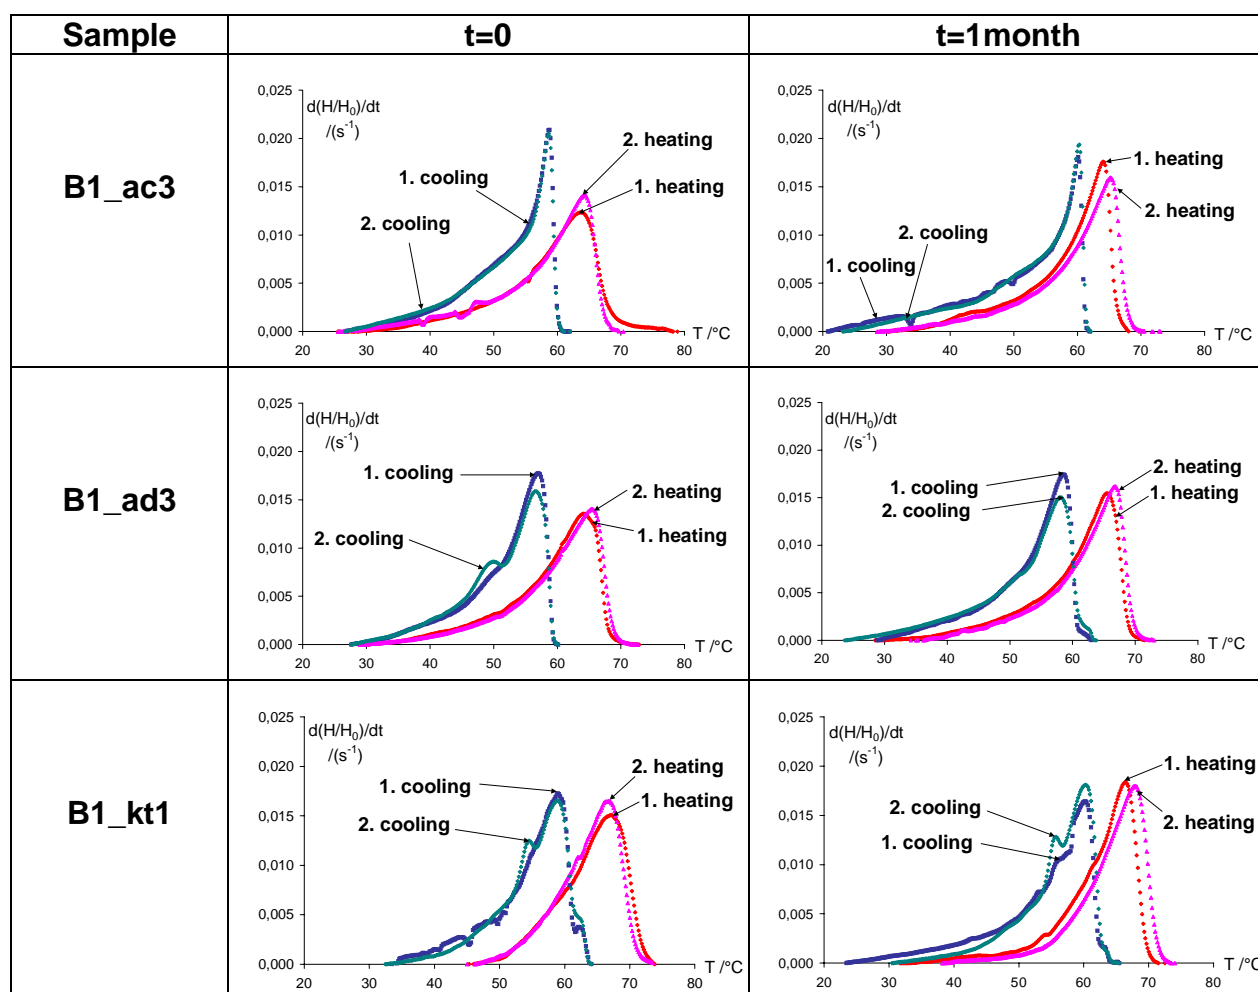 Sample t=0 t=1month
B1_ac3
0,025
0,020
0,015
0,010
0,005
0,000
d(H/H0)/dt
/(s-1)
2. heating
1. cooling
1. heating
2. cooling
T /°C
20 30 40 50 60 70 80
0,025
0,020
0,015
0,010
0,005
0,000
d(H/H0)/dt
/(s-1)
1. heating
2. heating
2. cooling
1. cooling
T /°C
20 30 40 50 60 70 80
B1_ad3
0,025
0,020
0,015
0,010
0,005
0,000
d(H/H0)/dt
/(s-1)
1. cooling
2. heating
1. heating
2. cooling
T /°C
20 30 40 50 60 70 80
0,025
0,020
0,015
0,010
0,005
0,000
d(H/H0)/dt
/(s-1)
2. heating
1. cooling
1. heating
2. cooling
T /°C
20 30 40 50 60 70 80
B1_kt1
0,025
0,020
0,015
0,010
0,005
0,000
d(H/H0)/dt
/(s-1)
2. heating
1. cooling
1. heating
2. cooling
T /°C
20 30 40 50 60 70 80
0,025
0,020
0,015
0,010
0,005
0,000
d(H/H0)/dt
/(s-1)
1. heating
2. cooling
2. heating
1. cooling
T /°C
20 30 40 50 60 70 80